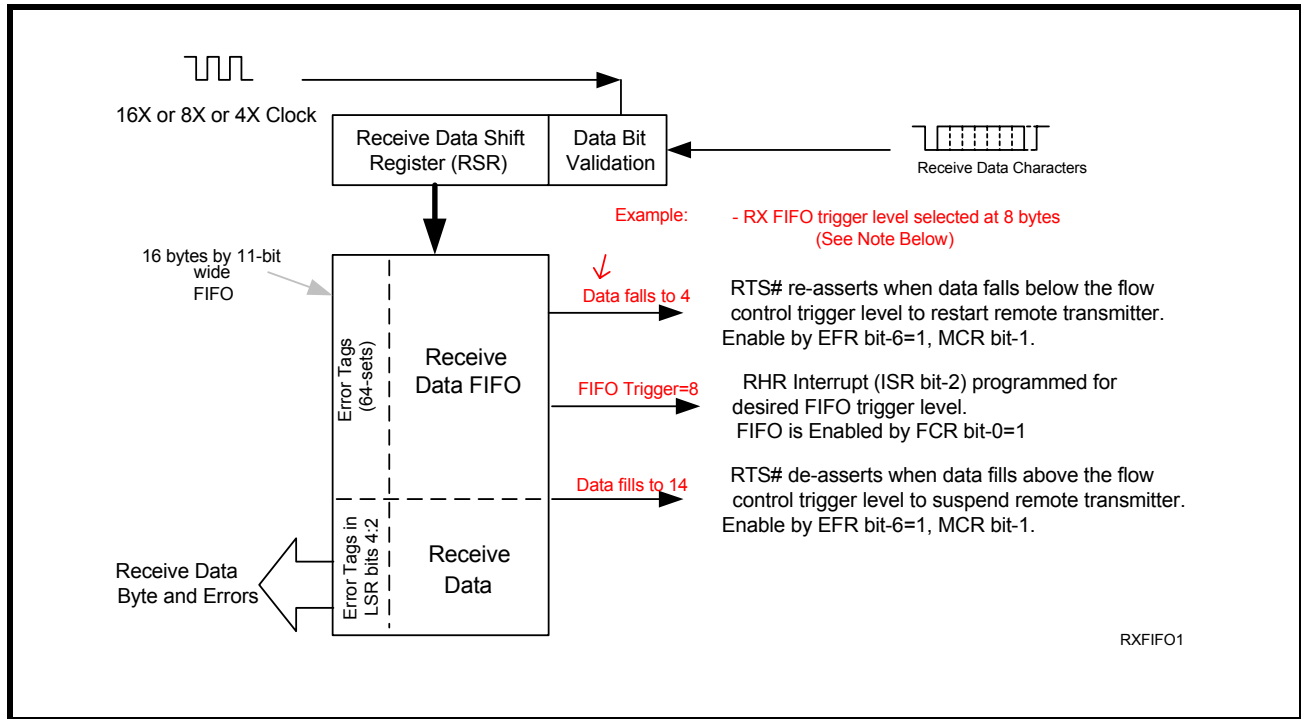 16X or 8X or 4X Clock
Receive Data Shift
Register (RSR)
Data Bit
Validation
Receive Data Characters
Example:
- RX FIFO trigger level selected at 8 bytes
(See Note Below)
16 bytes by 11-bit
wide
FIFO
Error Tags
(64-sets)
Receive
Data FIFO
Data falls to 4
RTS# re-asserts when data falls below the flow
control trigger level to restart remote transmitter.
Enable by EFR bit-6=1, MCR bit-1.
FIFO Trigger=8
RHR Interrupt (ISR bit-2) programmed for
desired FIFO trigger level.
FIFO is Enabled by FCR bit-0=1
Data fills to 14
RTS# de-asserts when data fills above the flow
control trigger level to suspend remote transmitter.
Enable by EFR bit-6=1, MCR bit-1.
Error Tags in
LSR bits 4:2
Receive
Data
Receive Data
Byte and Errors
RXFIFO1